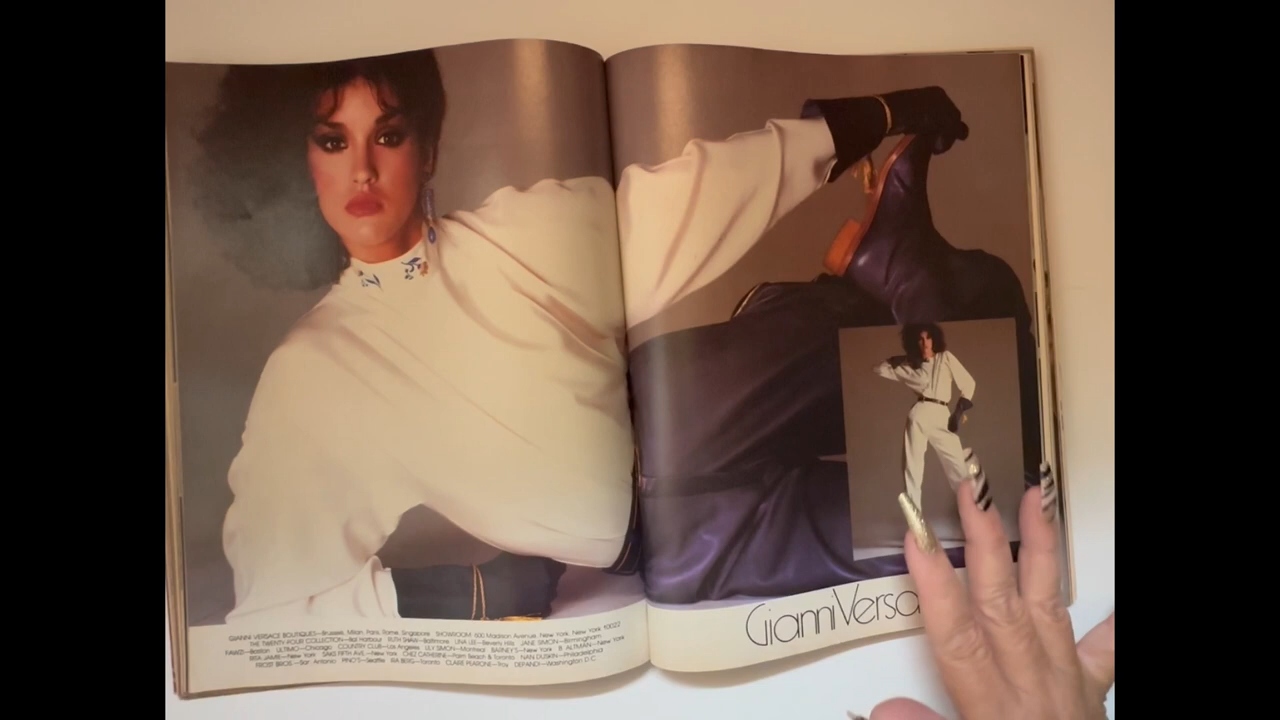 GIANNI VERSACE BOUTIQUES—Brussels, Milan, Paris, Rome, Singapore SHOWROOM 600 Madison Avenue, New York, New York 10022
THE TWENTY FOUR COLLECTION—Bal Harbour RUTH SHAW—Baltimore LINA LEE—Beverly Hills JANE SIMON—Birmingham
—Boston ULTIMO—Chicago COUNTRY CLUB—Los Angeles LILY SIMON—Montreal BARNEY'S—New York B. ALTMAN—New York
RITA JAMIR—New York SAKS FIFTH AVE.—New York CHEZ CATHERINE—Palm Beach & Toronto NAN DUSKIN—Philadelphia
FROST BROS.—San Antonio PINO'S—Seattle IRA BERG—Toronto CLAIRE PEARONE—Troy DEFANDI—Washington D.C.
Gianni Versa